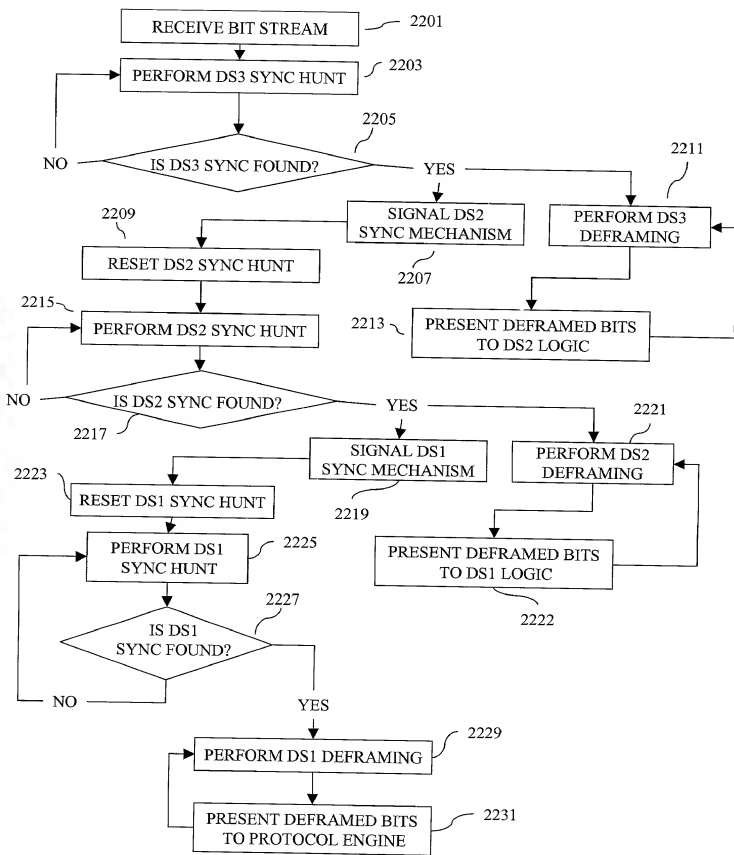 RECEIVE BIT STREAM
2201
PERFORM DS3 SYNC HUNT
2203
2205
IS DS3 SYNC FOUND?
NO
YES
2211
2209
SIGNAL DS2
SYNC MECHANISM
PERFORM DS3
DEFRAMING
RESET DS2 SYNC HUNT
2207
2215
PERFORM DS2 SYNC HUNT
2213
PRESENT DEFRAMED BITS
TO DS2 LOGIC
NO
IS DS2 SYNC FOUND?
YES
2217
2221
SIGNAL DS1
SYNC MECHANISM
PERFORM DS2
DEFRAMING
2223
RESET DS1 SYNC HUNT
2219
PERFORM DS1
SYNC HUNT
2225
PRESENT DEFRAMED BITS
TO DS1 LOGIC
2222
2227
IS DS1
SYNC FOUND?
NO
YES
2229
PERFORM DS1 DEFRAMING
PRESENT DEFRAMED BITS
TO PROTOCOL ENGINE
2231